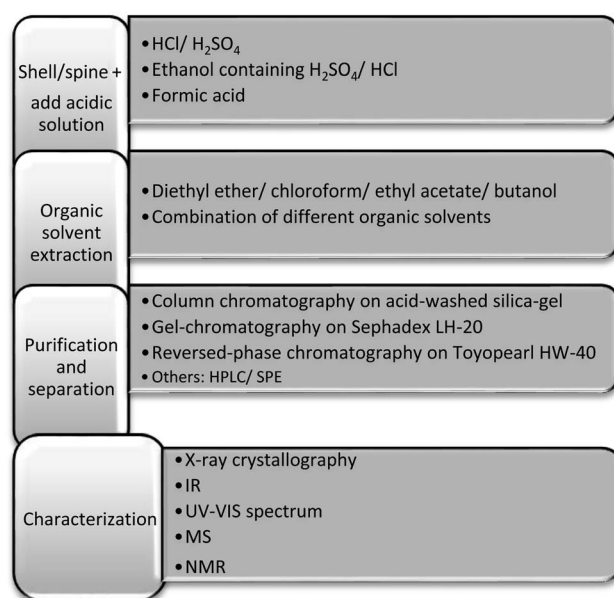 Shell/spine +
add acidic
solution
•HCl/ H₂SO₄
•Ethanol containing H₂SO₄/ HCl
•Formic acid
Organic
solvent
extraction
•Diethyl ether/ chloroform/ ethyl acetate/ butanol
•Combination of different organic solvents
Purification
and
separation
•Column chromatography on acid-washed silica-gel
•Gel-chromatography on Sephadex LH-20
•Reversed-phase chromatography on Toyopearl HW-40
•Others: HPLC/ SPE
Characterization
•X-ray crystallography
•IR
•UV-VIS spectrum
•MS
•NMR